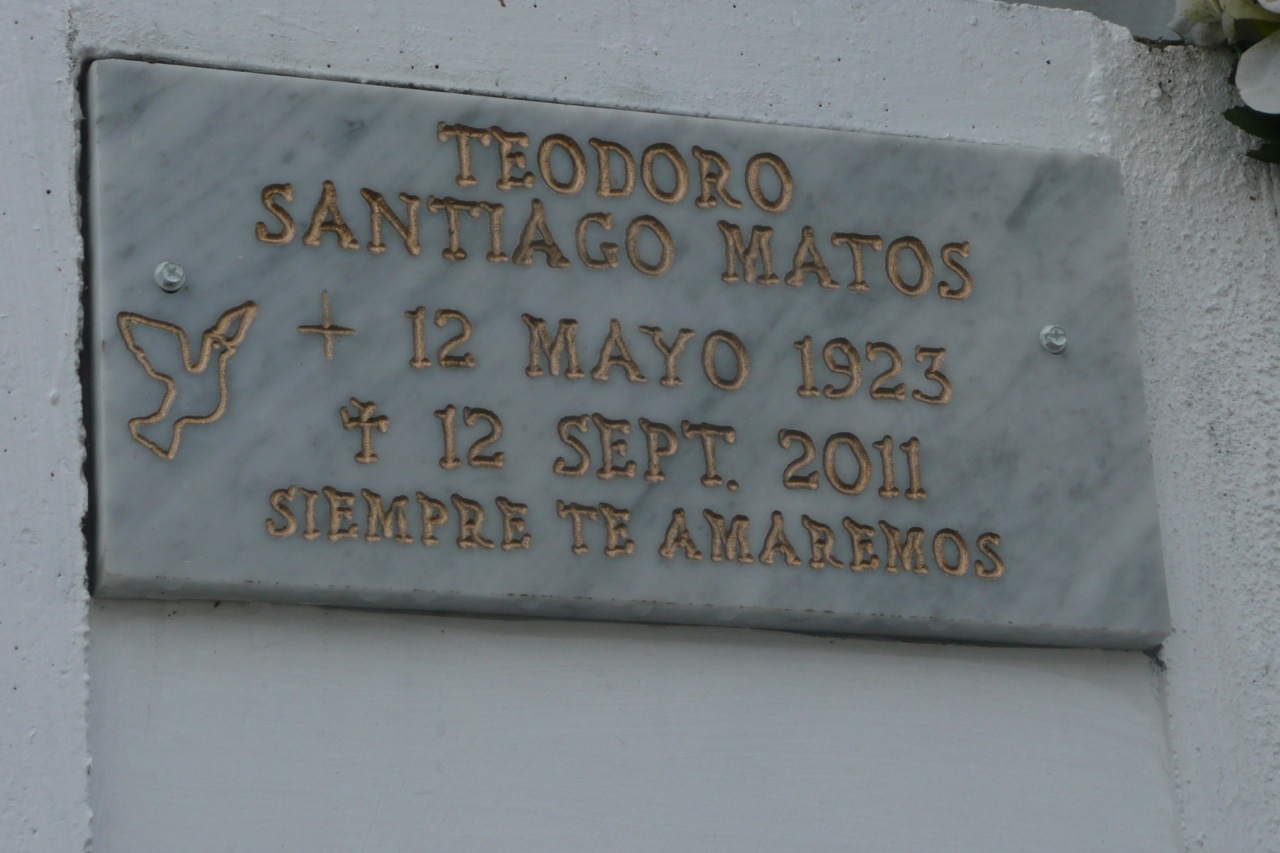 TEODORO
SANTIAGO MATOS
12 MAYO 1923
✝ 12 SEPT. 2011
SIEMPRE TE AMAREMOS